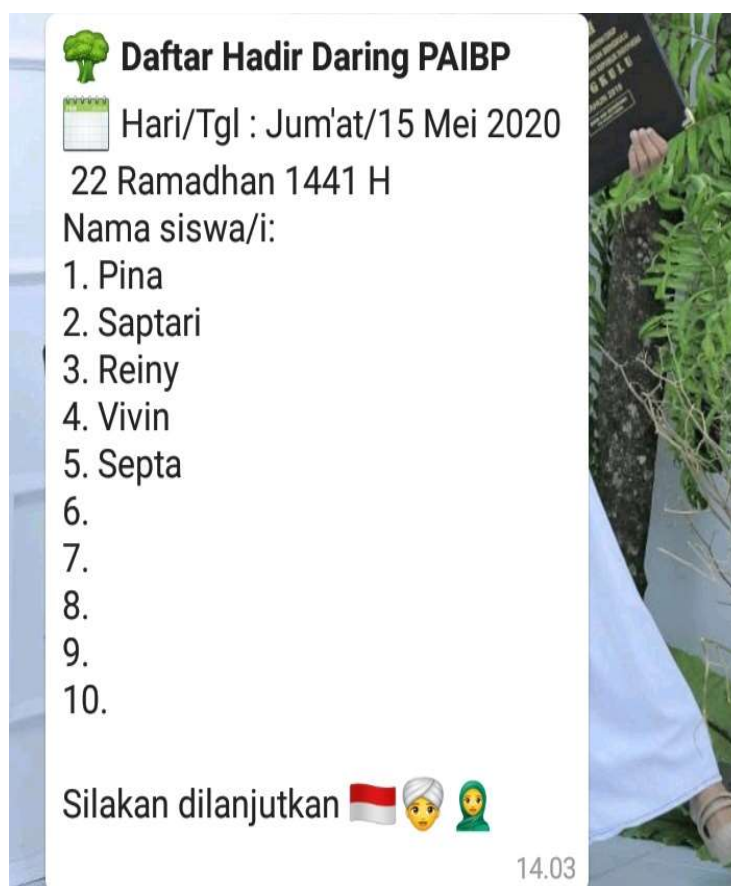 🌳 Daftar Hadir Daring PAIBP
🗓 Hari/Tgl : Jum'at/15 Mei 2020
22 Ramadhan 1441 H
Nama siswa/i:
1. Pina
2. Saptari
3. Reiny
4. Vivin
5. Septa
6.
7.
8.
9.
10.
Silakan dilanjutkan 🇮🇩👳🧕
14.03